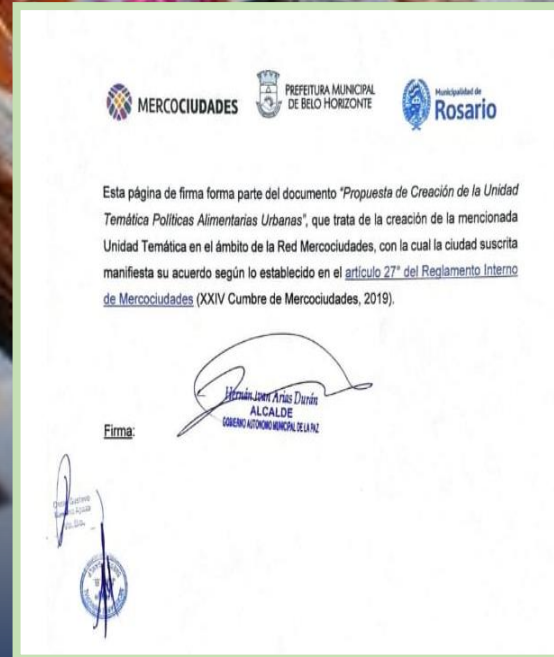 MERCOCIUDADES
PREFEITURA MUNICIPAL
DE BELO HORIZONTE
Municipalidad de
Rosario
Esta página de firma forma parte del documento "Propuesta de Creación de la Unidad
Temática Políticas Alimentarias Urbanas", que trata de la creación de la mencionada
Unidad Temática en el ámbito de la Red Mercociudades, con la cual la ciudad suscrita
manifiesta su acuerdo según lo establecido en el artículo 27° del Reglamento Interno
de Mercociudades (XXIV Cumbre de Mercociudades, 2019).
Hernán Ivan Arias Durán
ALCALDE
GOBIERNO AUTONOMO MUNICIPAL DE LA PAZ
Firma: